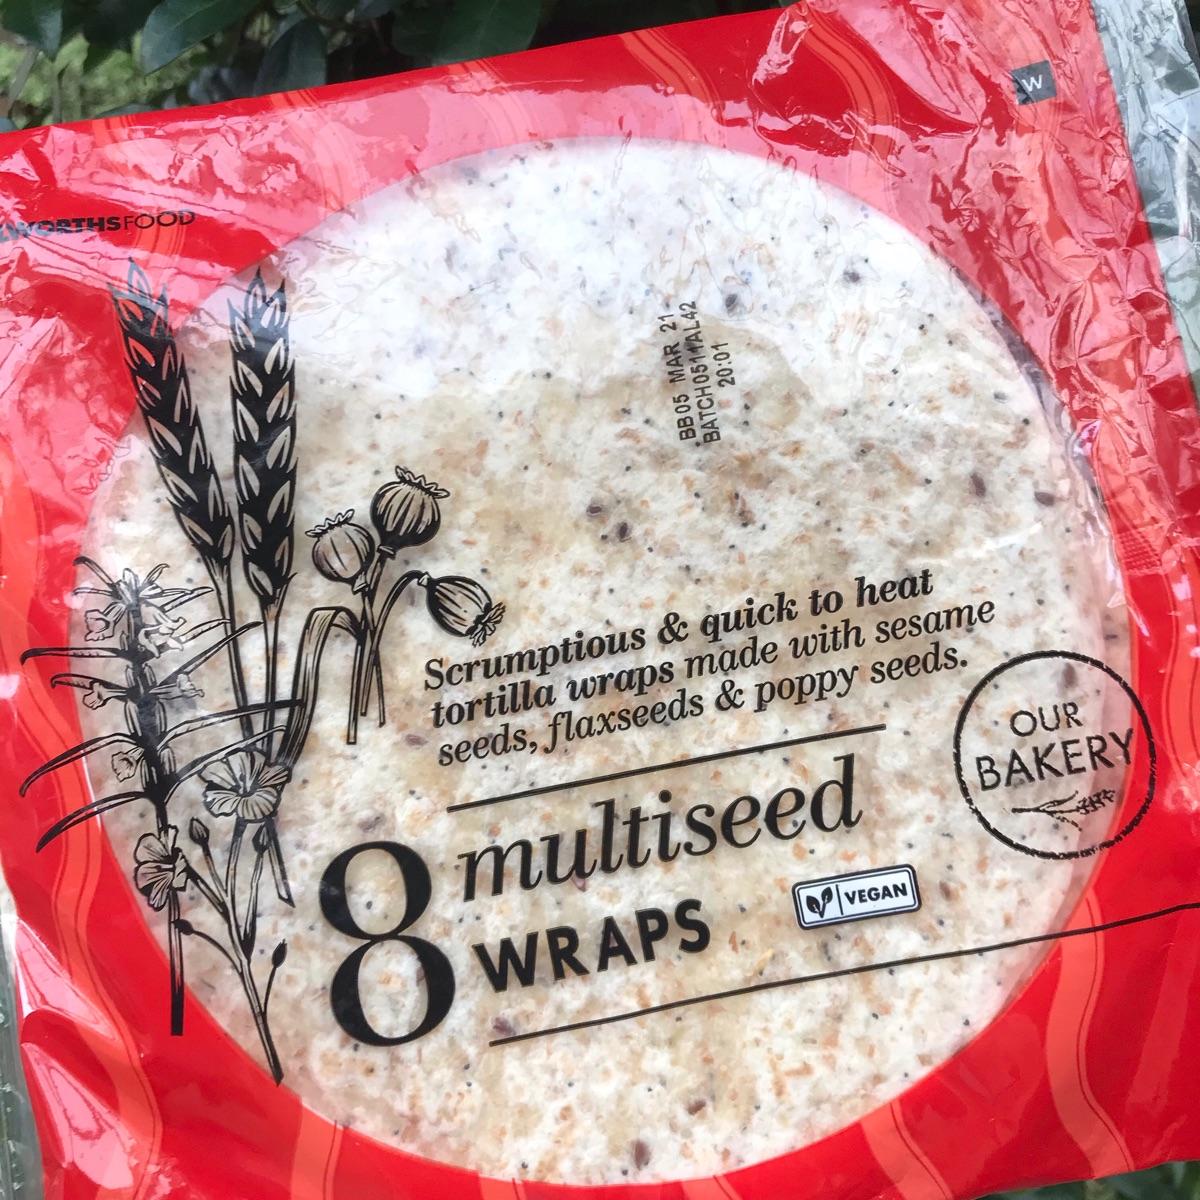 W
LWORTHSFOOD
BB05 MAR 21
BATCH0511AL42
20:01
Scrumptious & quick to heat
tortilla wraps made with sesame
seeds, flaxseeds & poppy seeds.
OUR
BAKERY
8 multiseed
WRAPS
VEGAN